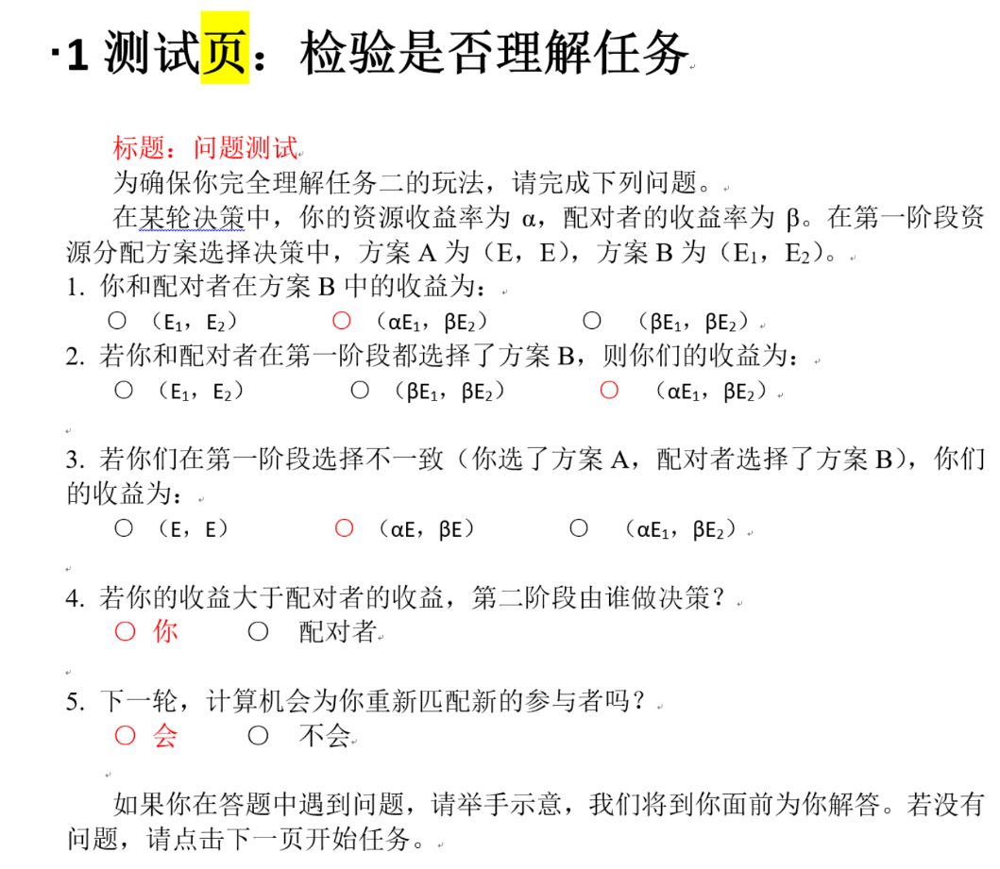 ·1 测试页：检验是否理解任务
标题：问题测试
为确保你完全理解任务二的玩法，请完成下列问题。
在某轮决策中，你的资源收益率为 α，配对者的收益率为 β。在第一阶段资
源分配方案选择决策中，方案 A 为（E，E），方案 B 为（E₁，E₂）。
1. 你和配对者在方案 B 中的收益为：
○ （E₁，E₂） ○ （αE₁，βE₂） ○ （βE₁，βE₂）
2. 若你和配对者在第一阶段都选择了方案 B，则你们的收益为：
○ （E₁，E₂） ○ （βE₁，βE₂） ○ （αE₁，βE₂）
3. 若你们在第一阶段选择不一致（你选了方案 A，配对者选择了方案 B），你们
的收益为：
○ （E，E） ○ （αE，βE） ○ （αE₁，βE₂）
4. 若你的收益大于配对者的收益，第二阶段由谁做决策？
○ 你 ○ 配对者
5. 下一轮，计算机会为你重新匹配新的参与者吗？
○ 会 ○ 不会
如果你在答题中遇到问题，请举手示意，我们将到你面前为你解答。若没有
问题，请点击下一页开始任务。